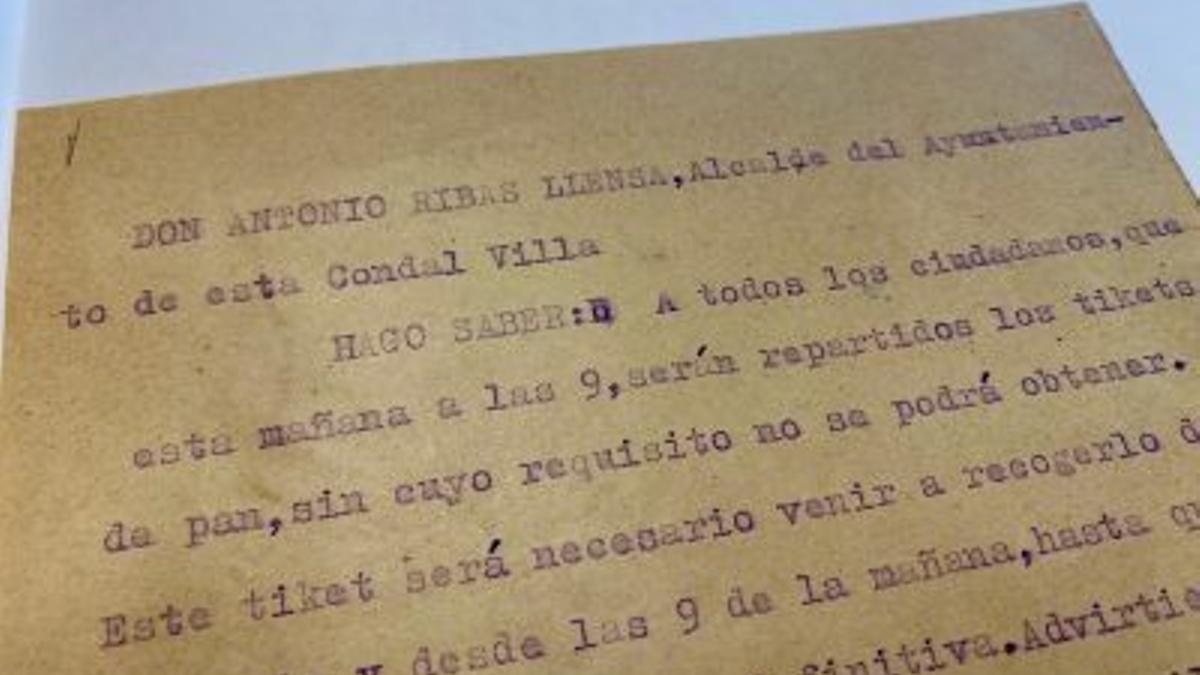 DON ANTONIO RIBAS LLENSA,Alcalde del Ayuntamien-
to de esta Condal Villa
HAGO SABER: A todos los ciudadanos,que
esta mañana a las 9,serán repartidos los tikets
de pan,sin cuyo requisito no se podrá obtener.
Este tiket será necesario venir a recogerlo
desde las 9 de la mañana,hasta
finitiva.Advirtie